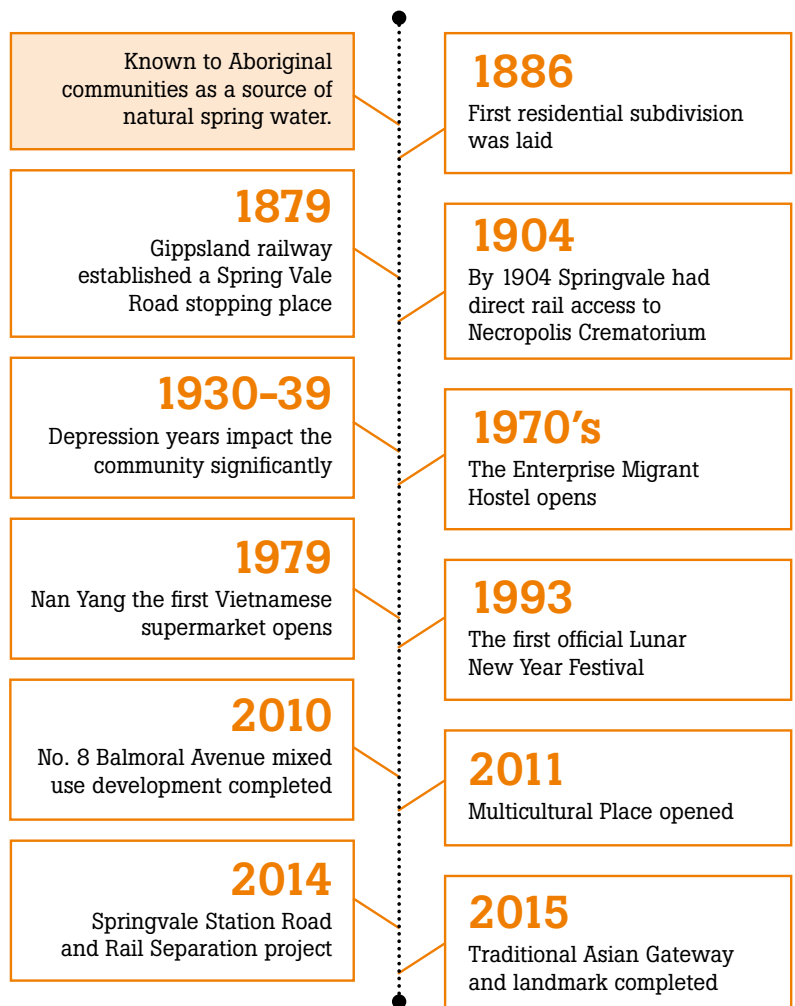 Known to Aboriginal
communities as a source of
natural spring water.
1886
First residential subdivision
was laid
1879
Gippsland railway
established a Spring Vale
Road stopping place
1904
By 1904 Springvale had
direct rail access to
Necropolis Crematorium
1930–39
Depression years impact the
community significantly
1970's
The Enterprise Migrant
Hostel opens
1979
Nan Yang the first Vietnamese
supermarket opens
1993
The first official Lunar
New Year Festival
2010
No. 8 Balmoral Avenue mixed
use development completed
2011
Multicultural Place opened
2014
Springvale Station Road
and Rail Separation project
2015
Traditional Asian Gateway
and landmark completed